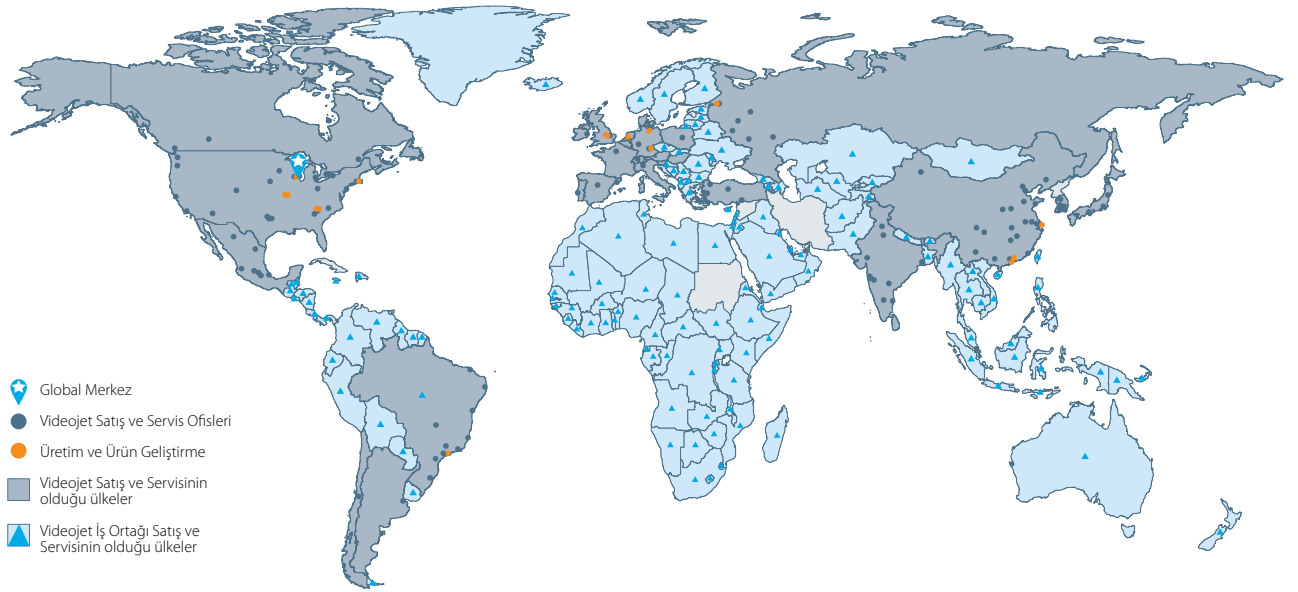 Global Merkez
Videojet Satış ve Servis Ofisleri
Üretim ve Ürün Geliştirme
Videojet Satış ve Servisinin
olduğu ülkeler
Videojet İş Ortağı Satış ve
Servisinin olduğu ülkeler